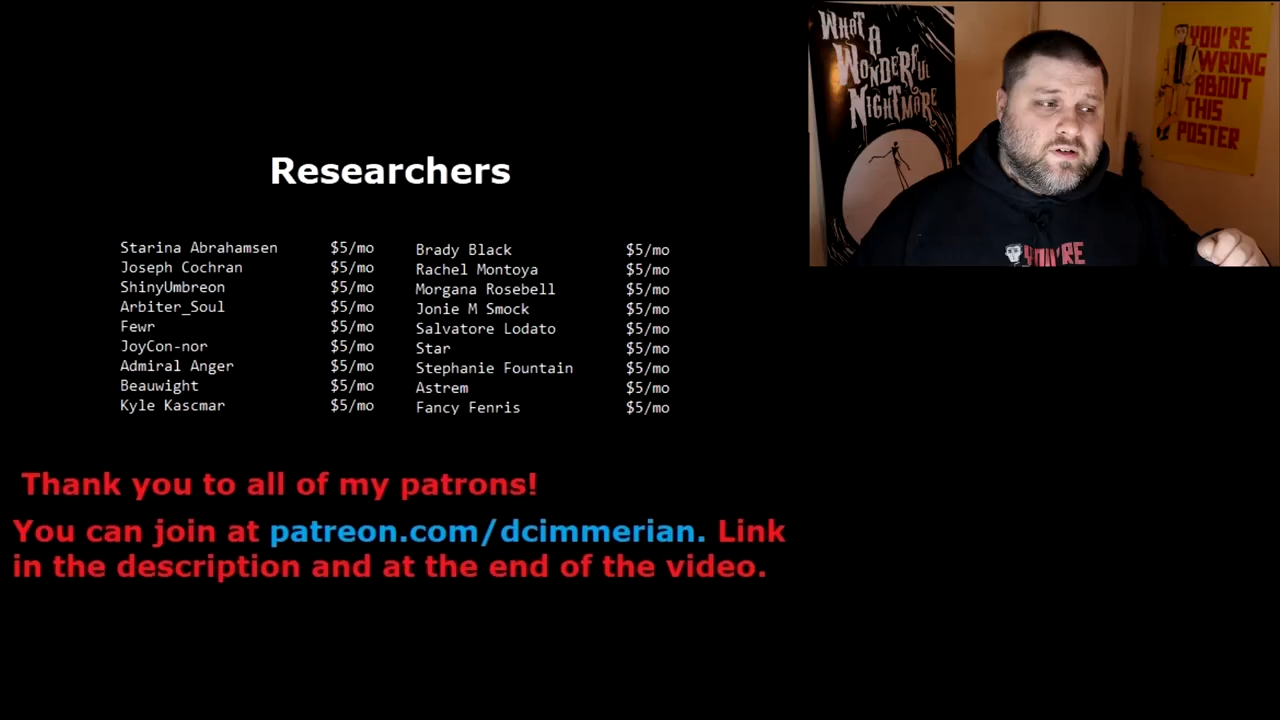 WHAT
A
WONDERFUL
NIGHTMARE
YOU'RE
WRONG
ABOUT
THIS
POSTER
YOU'RE
Researchers
Starina Abrahamsen $5/mo
Joseph Cochran $5/mo
ShinyUmbreon $5/mo
Arbiter_Soul $5/mo
Fewr $5/mo
JoyCon-nor $5/mo
Admiral Anger $5/mo
Beauwight $5/mo
Kyle Kascmar $5/mo
Brady Black $5/mo
Rachel Montoya $5/mo
Morgana Rosebell $5/mo
Jonie M Smock $5/mo
Salvatore Lodato $5/mo
Star $5/mo
Stephanie Fountain $5/mo
Astrem $5/mo
Fancy Fenris $5/mo
Thank you to all of my patrons!
You can join at patreon.com/dcimmerian. Link
in the description and at the end of the video.